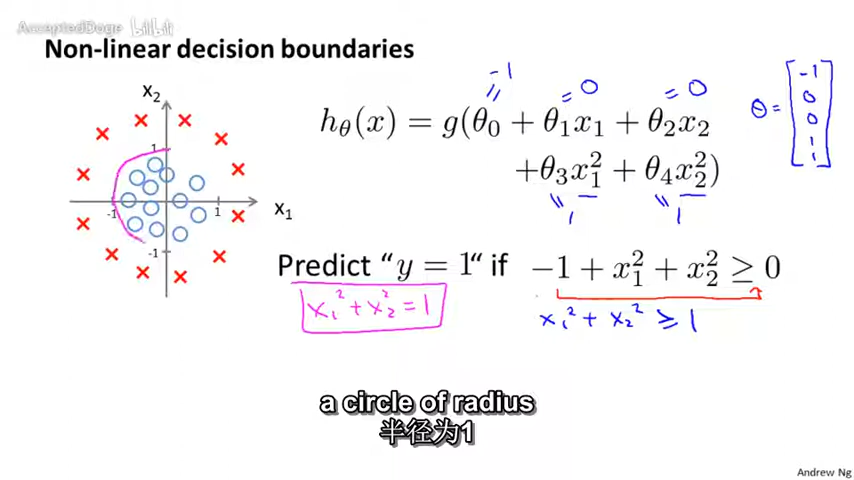 AcceptedDoge bilibili
Non-linear decision boundaries
x₂
1
-1
1
-1
x₁
-1
= 0
= 0
hθ(x) = g(θ₀ + θ₁x₁ + θ₂x₂
+θ₃x₁² + θ₄x₂²)
1
1
θ = [-1 0 0 1 1]
Predict “y = 1“ if −1 + x₁² + x₂² ≥ 0
x₁² + x₂² = 1
x₁² + x₂² ≥ 1
a circle of radius
半径为1
Andrew Ng